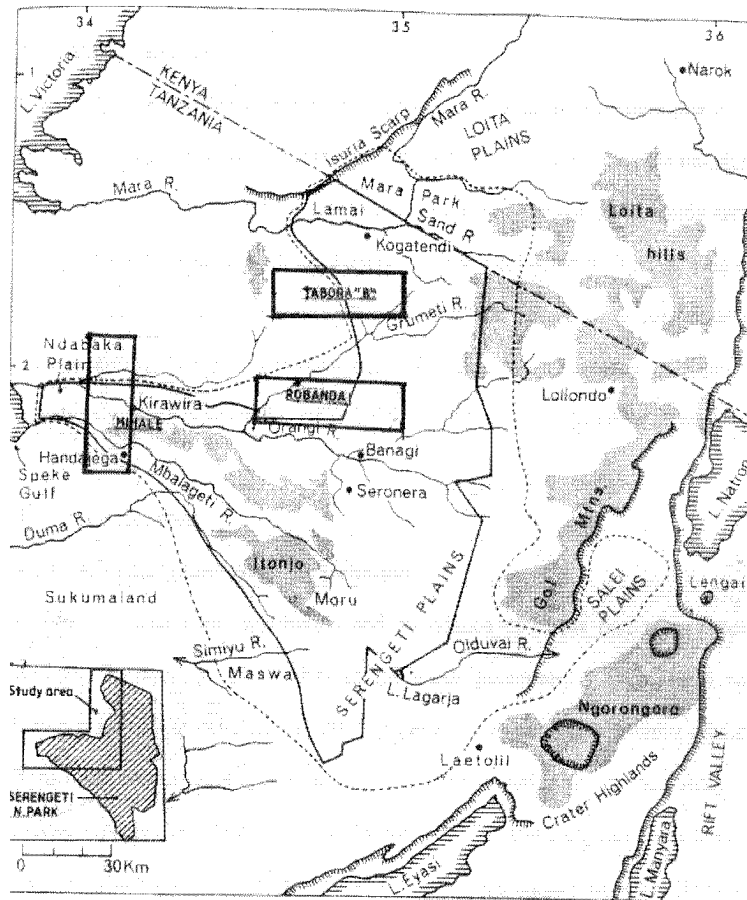 34
35
36
1
Narok
L. Victoria
KENYA
TANZANIA
Isuria Scarp
Mara R.
LOITA
PLAINS
Mara R.
Mara
Park
Lamai
Sand R
Loita
hills
Kogatendi
TABORA "B"
Grumeti R.
Ndabaka
Plain
2
Kirawira
ROBANDA
MIHALE
Orangi R.
Lollondo
Handajega
Banagi
Speke
Gulf
Mbalageti R.
Seronera
L. Natron
Duma R.
Mtns.
Gol
Itonjo
SALEI
PLAINS
Lengai
Sukumaland
Moru
SERENGETI PLAINS
Simiyu R.
Maswa
Olduvai R.
L. Lagarja
3
Study area
Ngorongoro
Laetolil
SERENGETI
N. PARK
Crater Highlands
RIFT VALLEY
0 30Km
L. Eyasi
L. Manyara